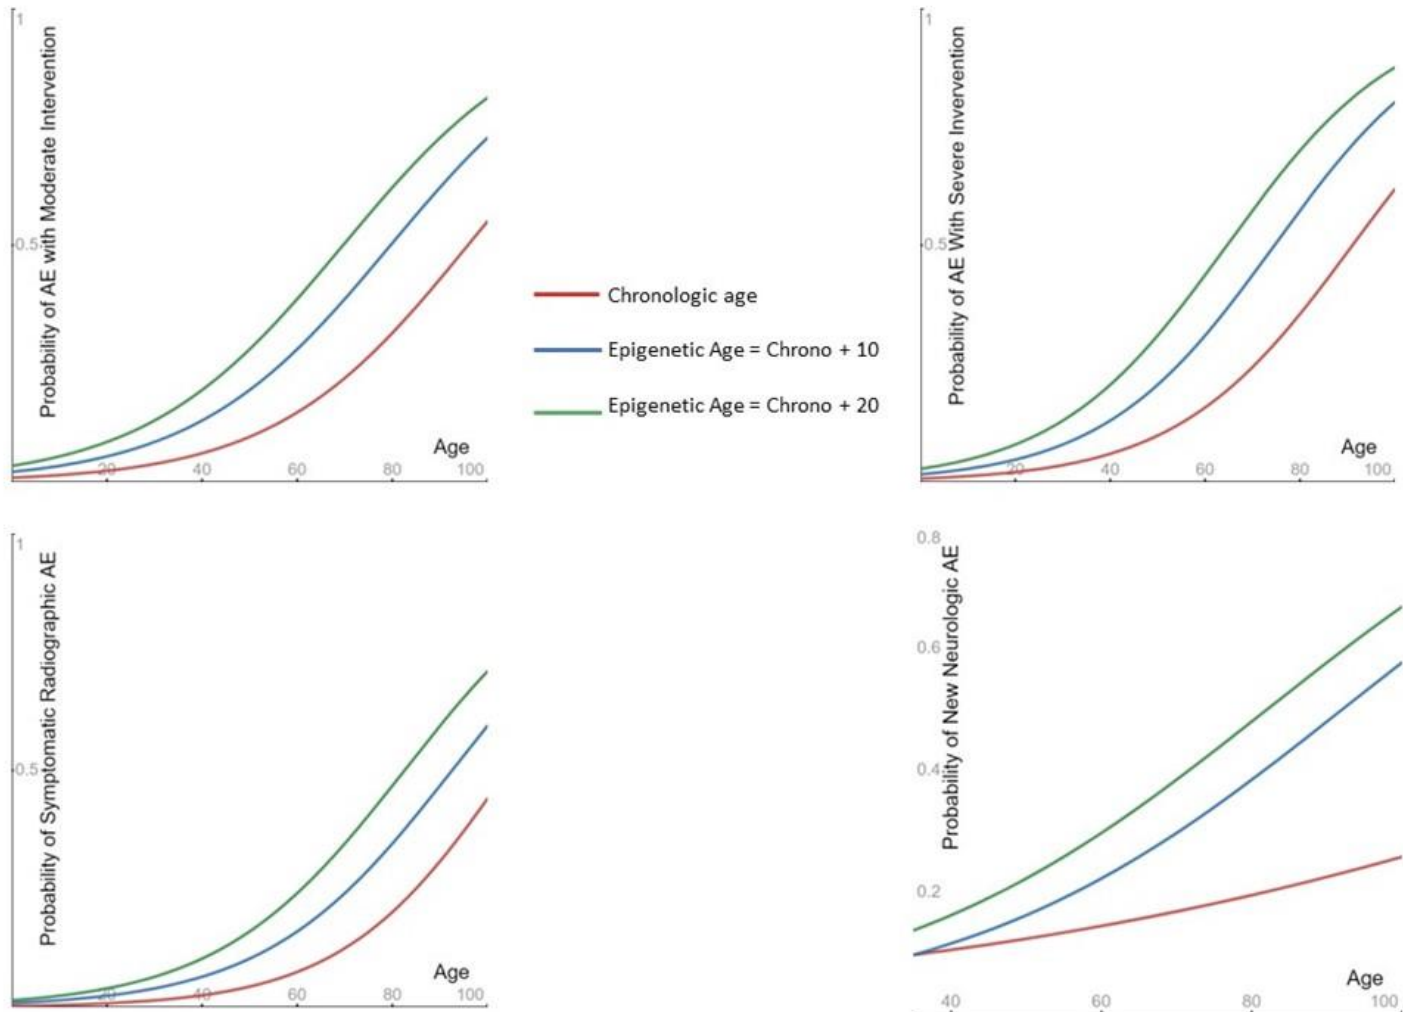 1
Probability of AE with Moderate Intervention
0.5
Age
20
40
60
80
100
Chronologic age
Epigenetic Age = Chrono + 10
Epigenetic Age = Chrono + 20
1
Probability of AE With Severe Invervention
0.5
Age
20
40
60
80
100
1
Probability of Symptomatic Radiographic AE
0.5
Age
20
40
60
80
100
0.8
Probability of New Neurologic AE
0.6
0.4
0.2
Age
40
60
80
100